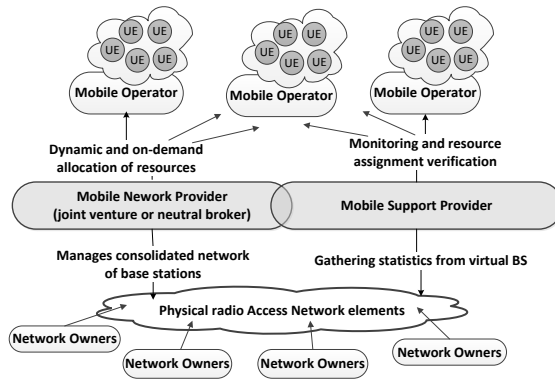 UE UE UE UE UE
Mobile Operator
UE UE UE UE UE
Mobile Operator
UE UE UE UE UE
Mobile Operator
Dynamic and on-demand
allocation of resources
Monitoring and resource
assignment verification
Mobile Nework Provider
(joint venture or neutral broker)
Mobile Support Provider
Manages consolidated network
of base stations
Gathering statistics from virtual BS
Physical radio Access Network elements
Network Owners
Network Owners
Network Owners
Network Owners